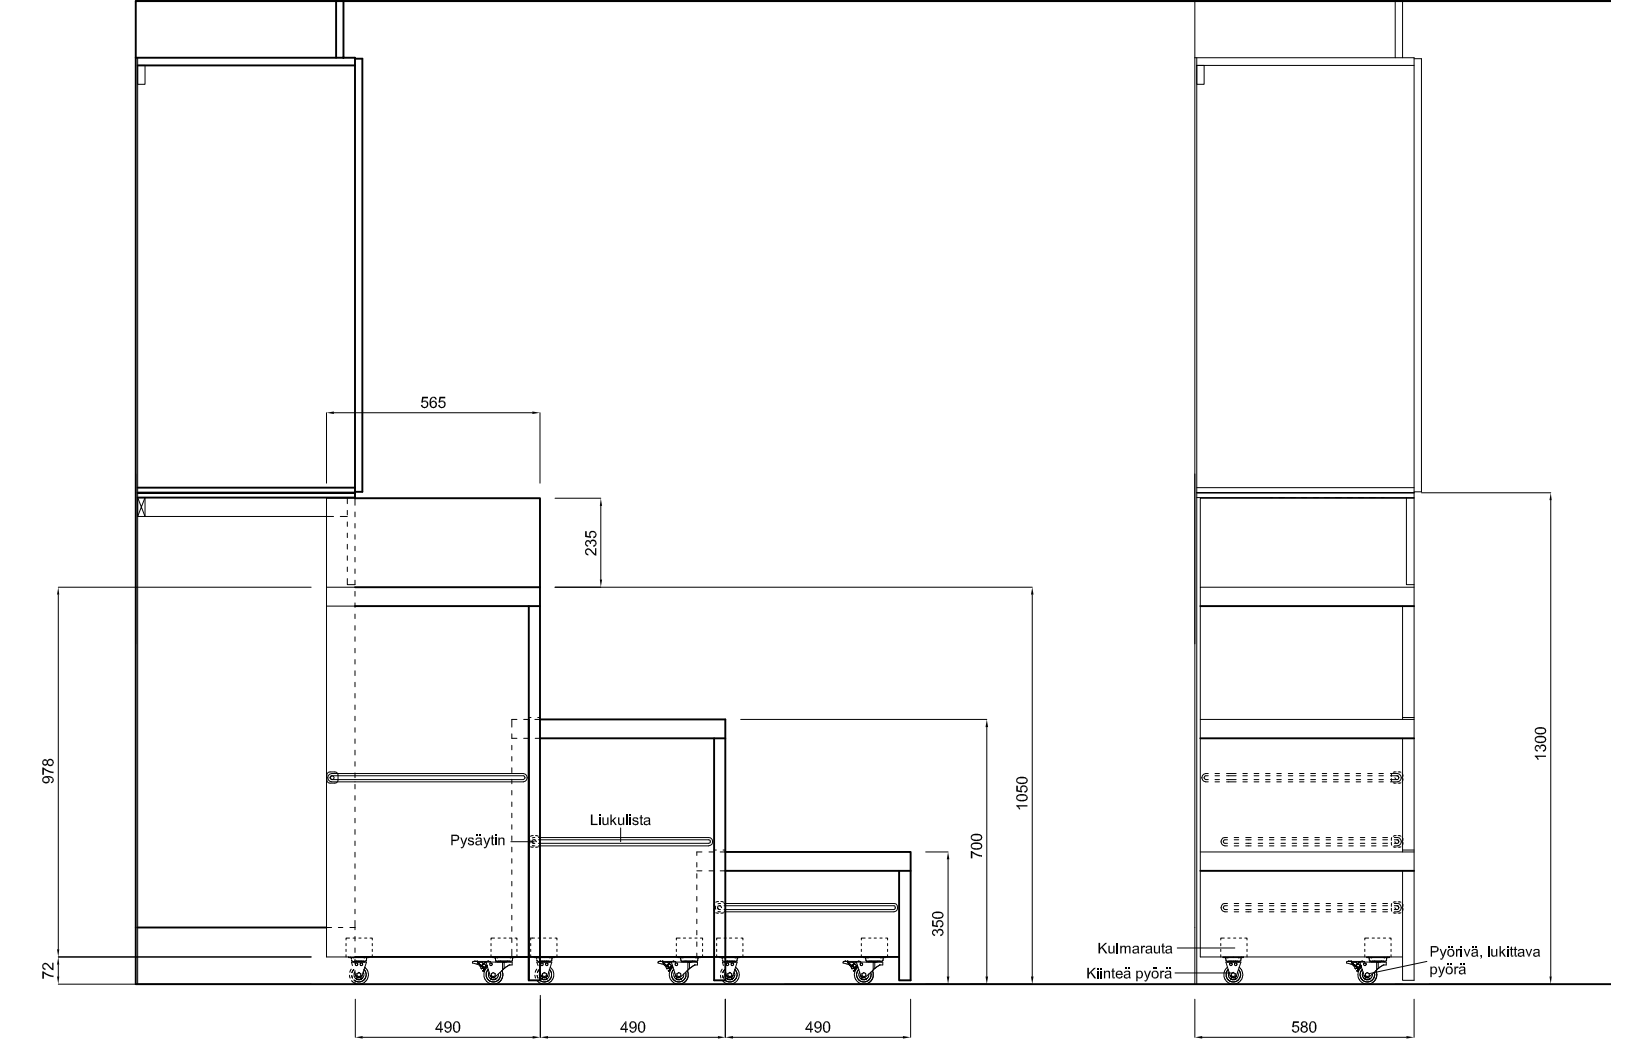 565
235
978
1300
1050
Liukulista
Pysäytin
700
350
Kulmarauta
Pyörivä, lukittava
pyörä
Kiinteä pyörä
72
490
490
490
580